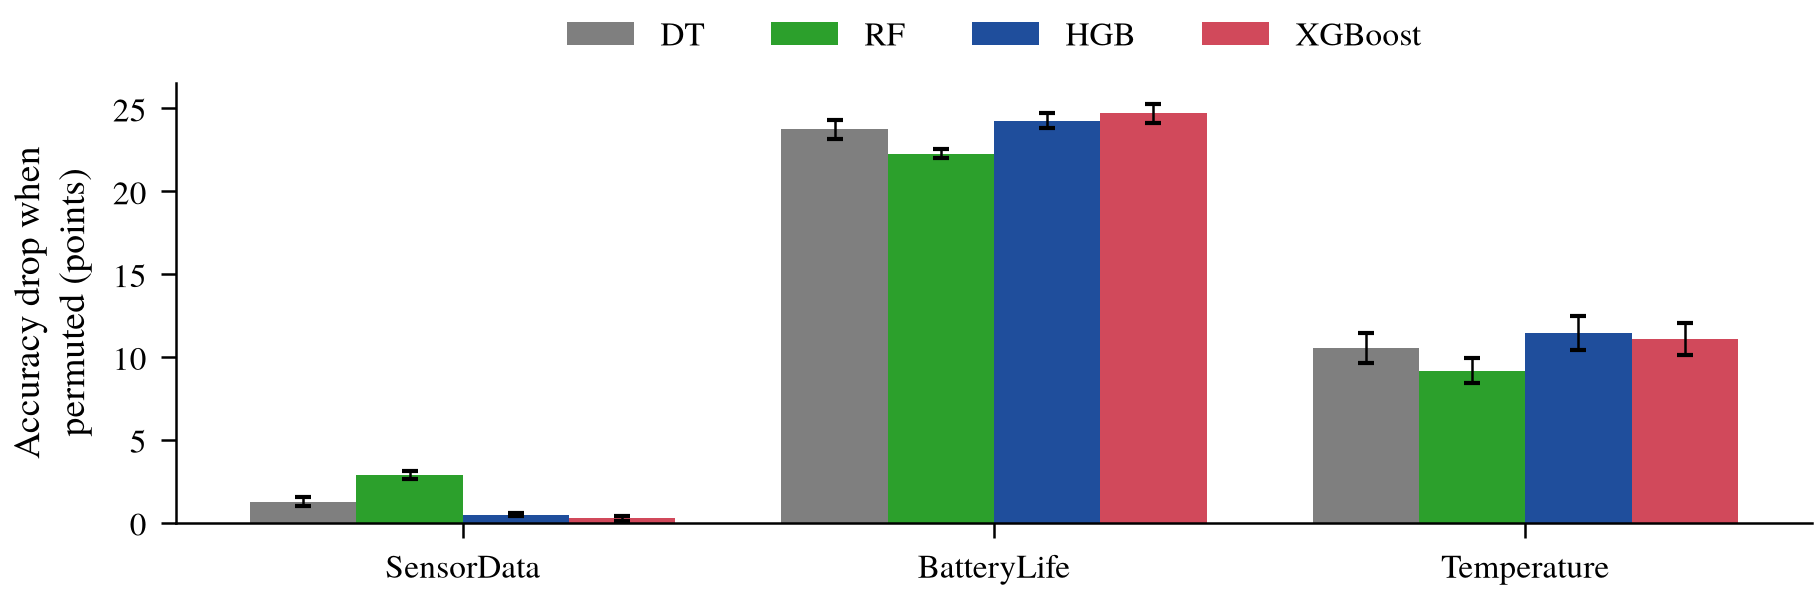 DT RF HGB XGBoost
Accuracy drop when
permuted (points)
25
20
15
10
5
0
SensorData BatteryLife Temperature